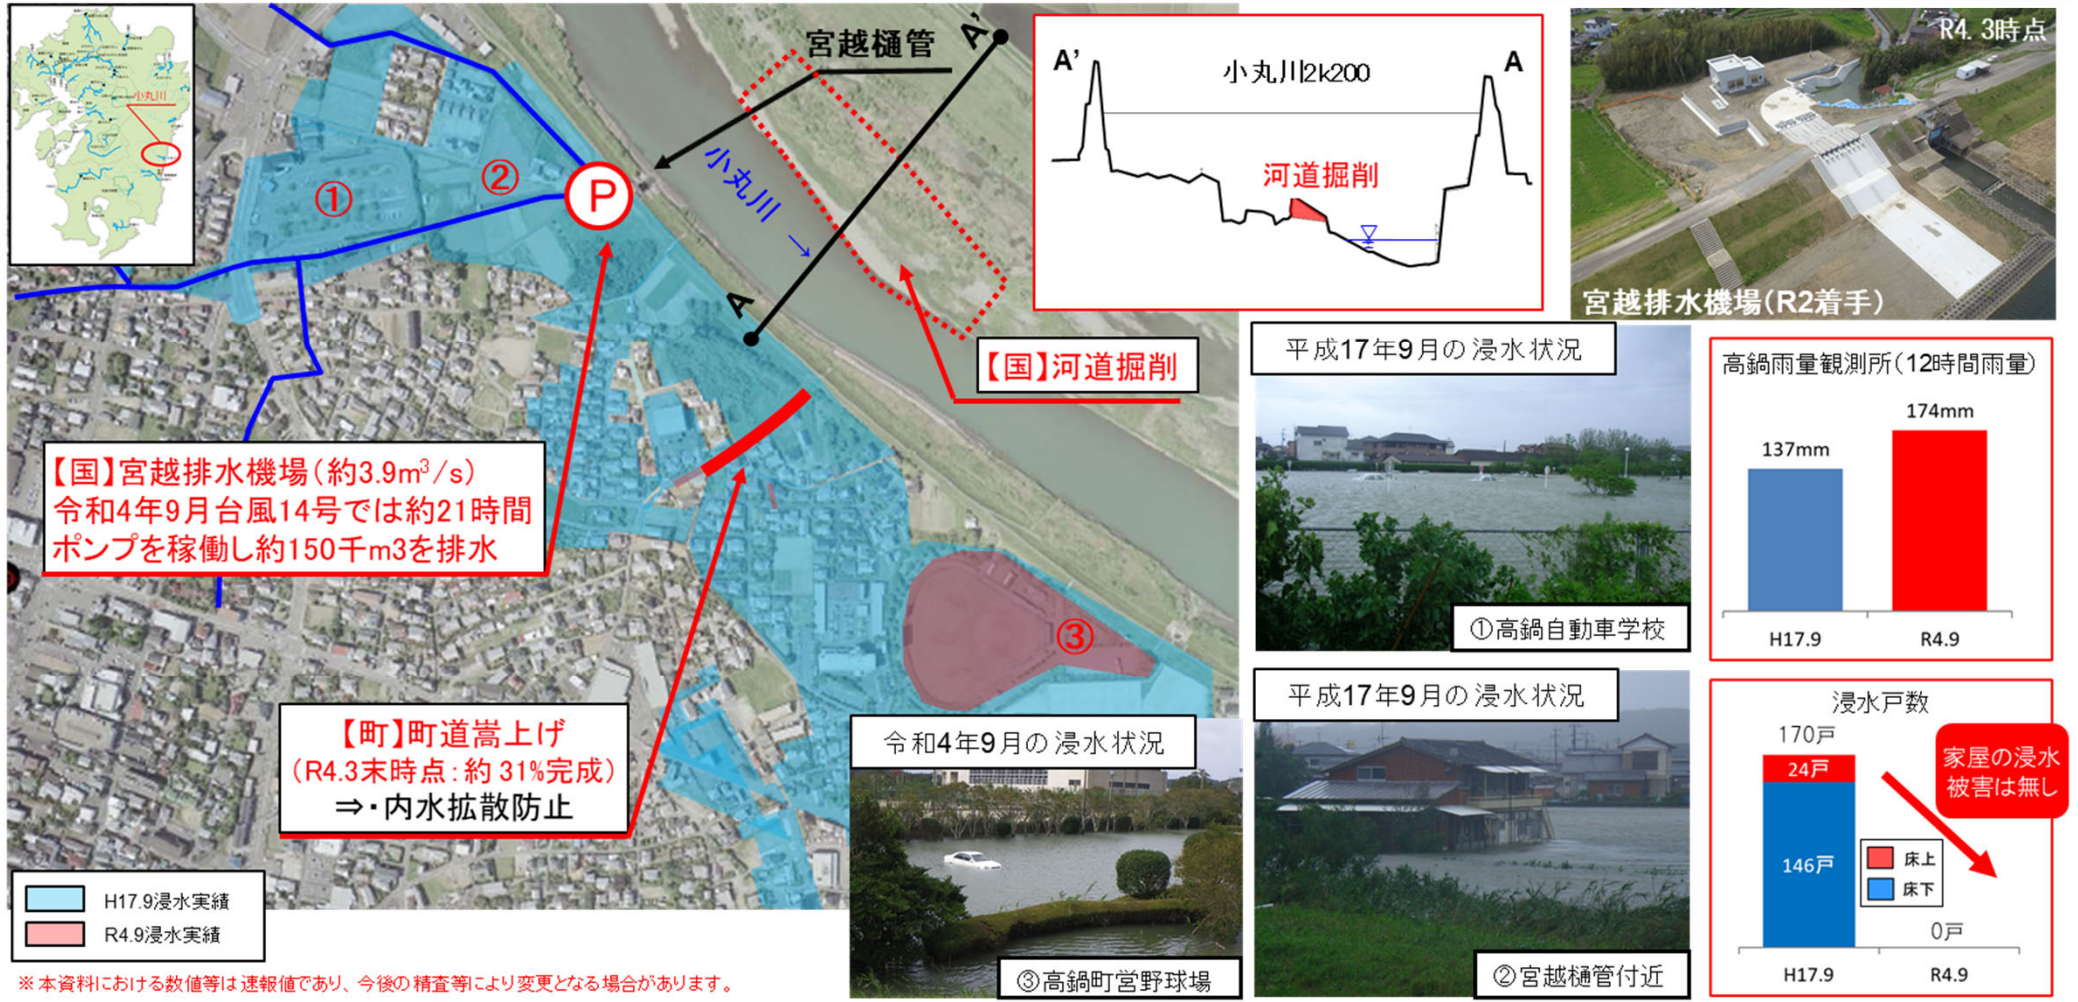 小丸川
宮越樋管
A'
A
小丸川
→
①
②
P
③
【国】河道掘削
【国】宮越排水機場(約3.9m³/s)
令和4年9月台風14号では約21時間
ポンプを稼働し約150千m3を排水
【町】町道嵩上げ
(R4.3末時点:約31%完成)
⇒・内水拡散防止
H17.9浸水実績
R4.9浸水実績
※本資料における数値等は速報値であり、今後の精査等により変更となる場合があります。
A'
小丸川2k200
A
河道掘削
R4.3時点
宮越排水機場(R2着手)
平成17年9月の浸水状況
①高鍋自動車学校
令和4年9月の浸水状況
③高鍋町営野球場
平成17年9月の浸水状況
②宮越樋管付近
高鍋雨量観測所(12時間雨量)
174mm
137mm
H17.9
R4.9
浸水戸数
170戸
24戸
146戸
家屋の浸水
被害は無し
床上
床下
0戸
H17.9
R4.9